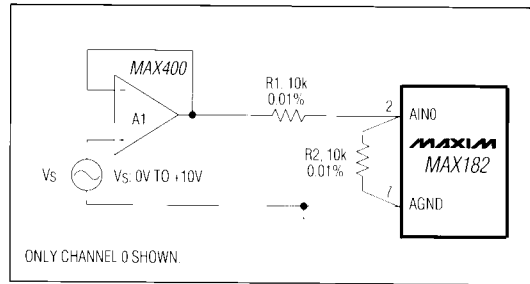 MAX400
A1
R1, 10k
0.01%
2
AIN0
MAXIM
MAX182
R2, 10k
0.01%
VS
VS: 0V TO +10V
7
AGND
ONLY CHANNEL 0 SHOWN.